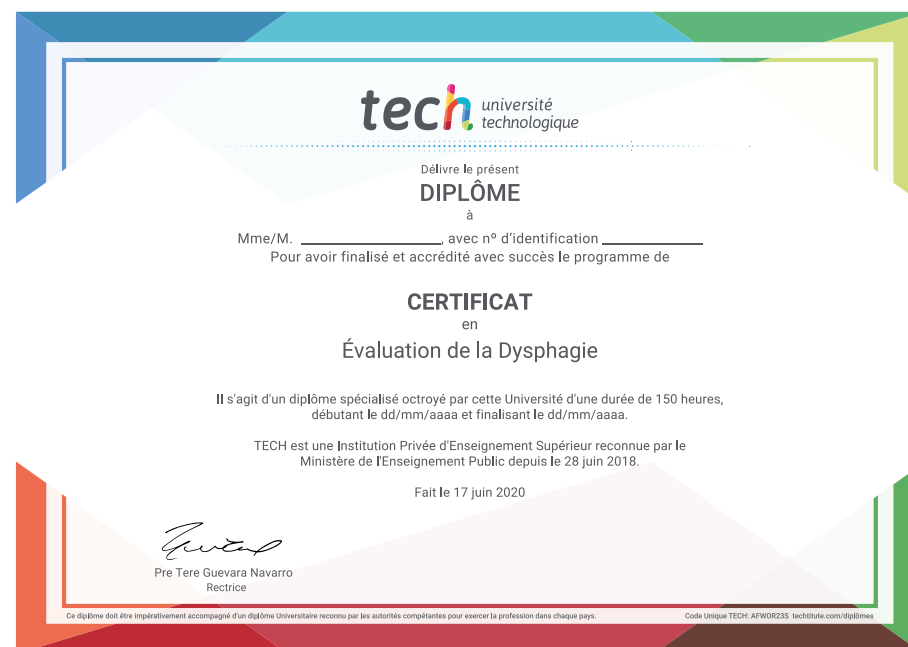 tech université
technologique
Délivre le présent
DIPLÔME
à
Mme/M. ____________________, avec nº d'identification ______________
Pour avoir finalisé et accrédité avec succès le programme de
CERTIFICAT
en
Évaluation de la Dysphagie
Il s'agit d'un diplôme spécialisé octroyé par cette Université d'une durée de 150 heures,
débutant le dd/mm/aaaa et finalisant le dd/mm/aaaa.
TECH est une Institution Privée d'Enseignement Supérieur reconnue par le
Ministère de l'Enseignement Public depuis le 28 juin 2018.
Fait le 17 juin 2020
Pre Tere Guevara Navarro
Rectrice
Ce diplôme doit être impérativement accompagné d'un diplôme Universitaire reconnu par les autorités compétentes pour exercer la profession dans chaque pays.
Code Unique TECH: AFWOR23S techtitute.com/diplômes